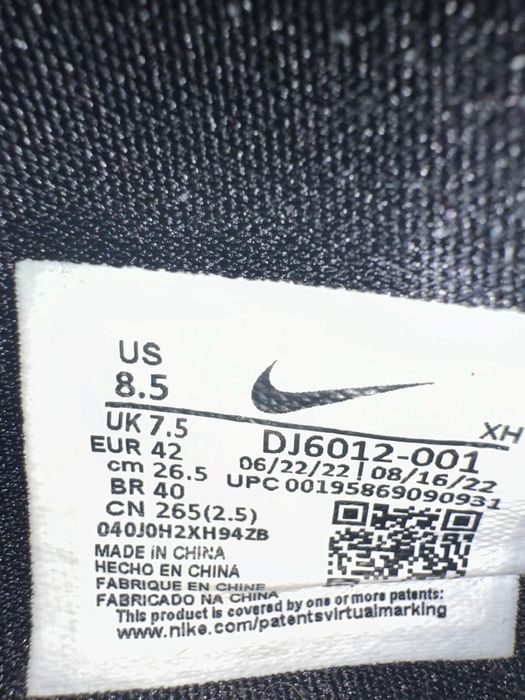 US
8.5
XH
UK 7.5
EUR 42
cm 26.5
BR 40
CN 265(2.5)
DJ6012-001
06/22/22 | 08/16/22
UPC 00195869090931
040J0H2XH94ZB
MADE IN CHINA
HECHO EN CHINA
FABRIQUE EN CHINE
FABRICADO NA CHINA
This product is covered by one or more patents:
www.nike.com/patentsvirtualmarking